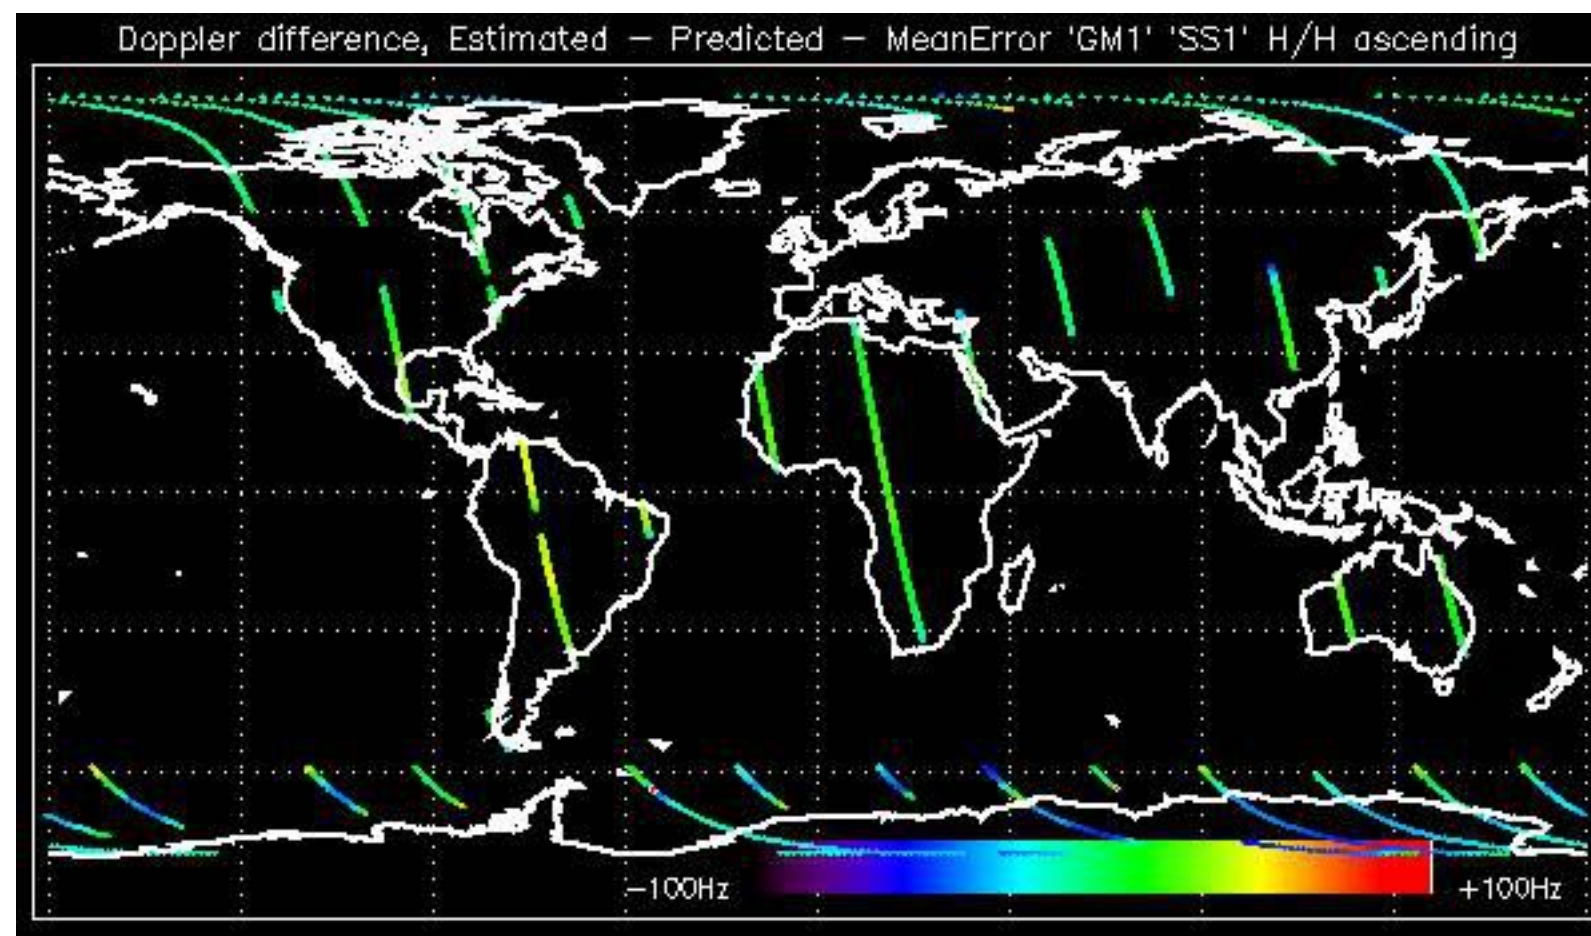 Doppler difference, Estimated – Predicted – MeanError 'GM1' 'SS1' H/H ascending
–100Hz
+100Hz